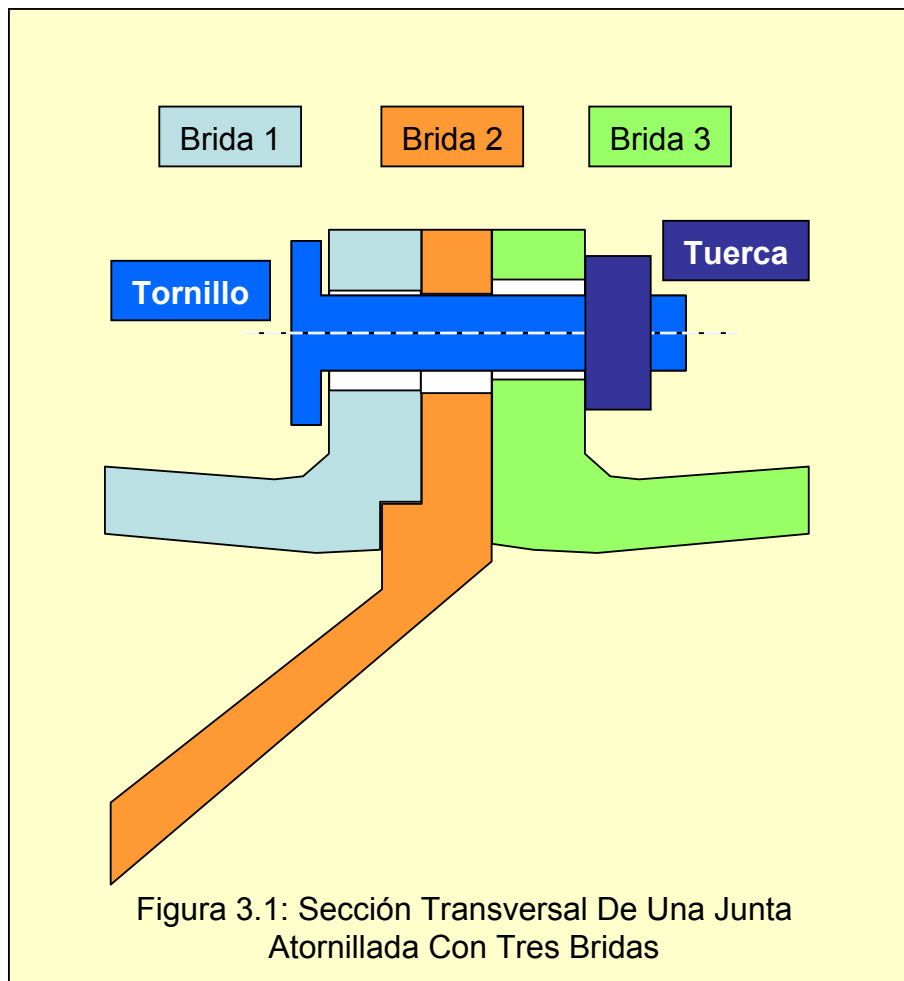 Brida 1
Brida 2
Brida 3
Tornillo
Tuerca
Figura 3.1: Sección Transversal De Una Junta
Atornillada Con Tres Bridas